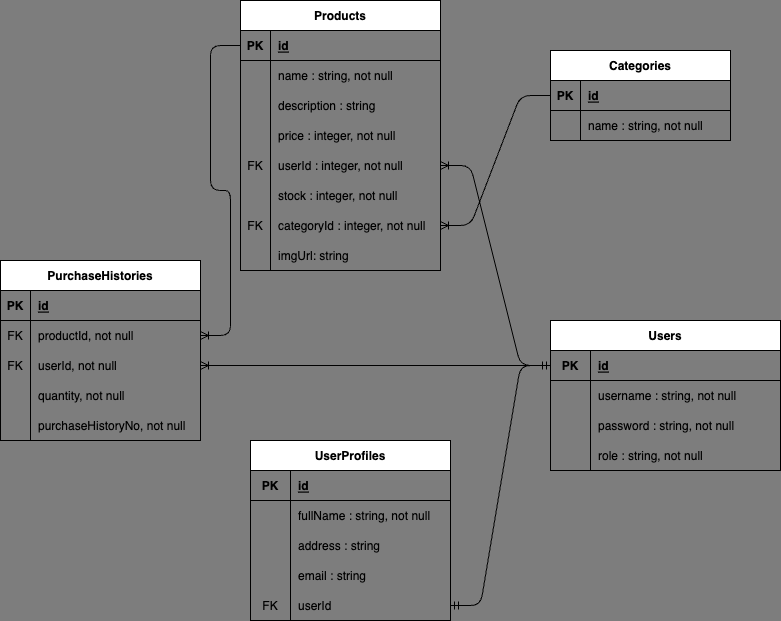 Products
PK id
name : string, not null
description : string
price : integer, not null
FK userId : integer, not null
stock : integer, not null
FK categoryId : integer, not null
imgUrl: string
Categories
PK id
name : string, not null
PurchaseHistories
PK id
FK productId, not null
FK userId, not null
quantity, not null
purchaseHistoryNo, not null
Users
PK id
username : string, not null
password : string, not null
role : string, not null
UserProfiles
PK id
fullName : string, not null
address : string
email : string
FK userId